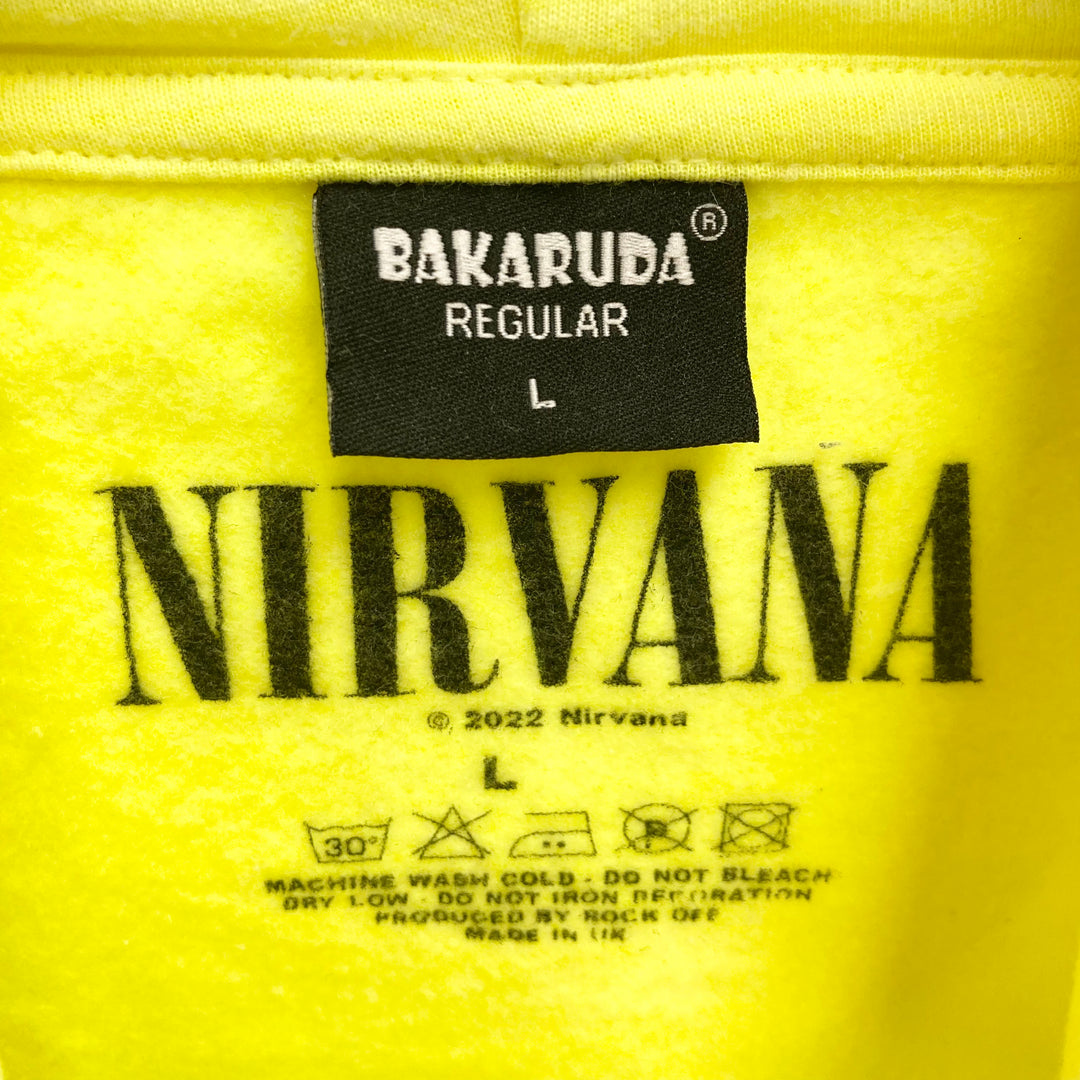 BAKARUDA ®
REGULAR
L
NIRVANA
© 2022 Nirvana
L
30°
P
MACHINE WASH COLD - DO NOT BLEACH
DRY LOW - DO NOT IRON DECORATION
PRODUCED BY ROCK OFF
MADE IN UK